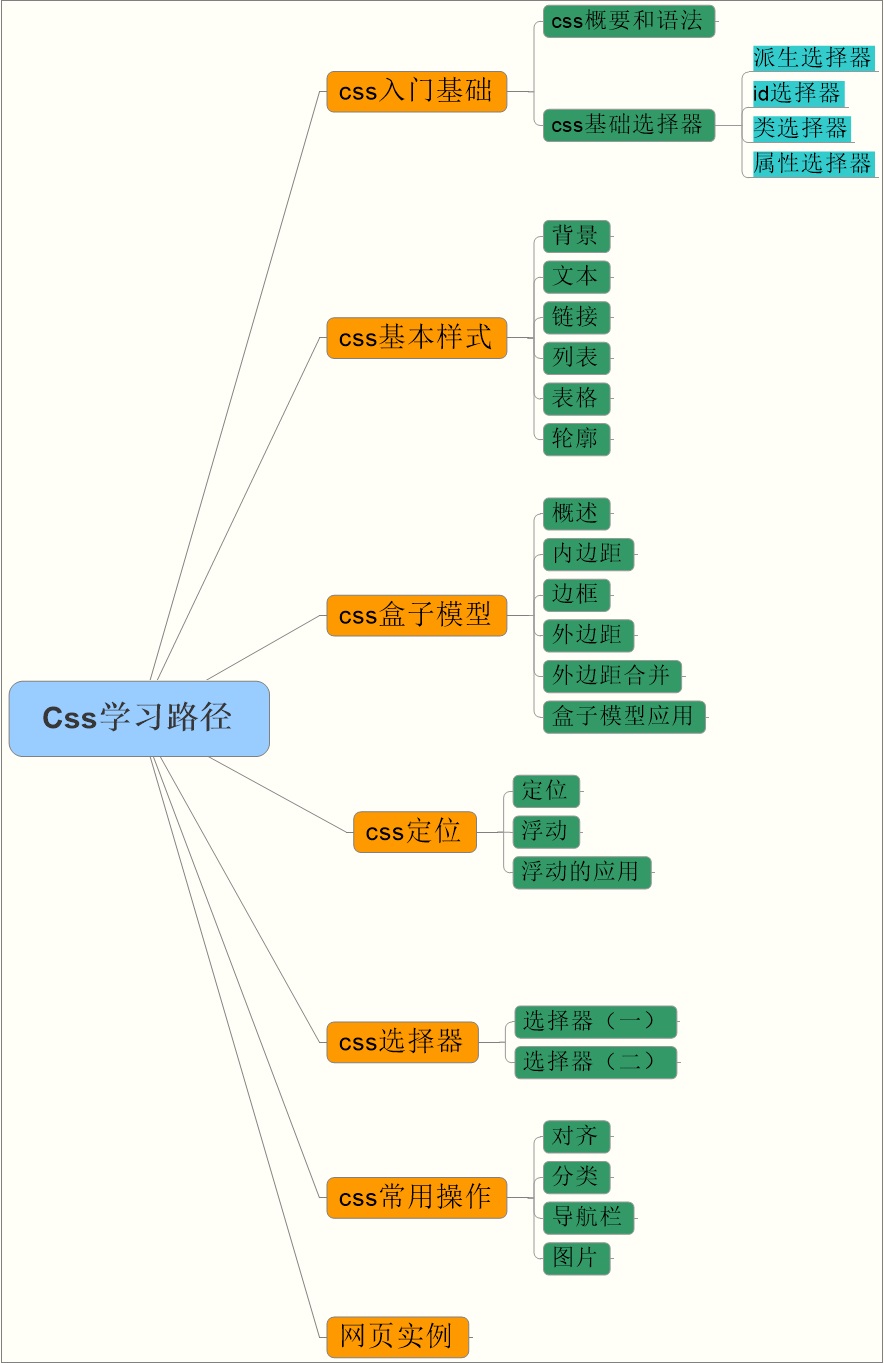 css入门基础
css概要和语法
css基础选择器
派生选择器
id选择器
类选择器
属性选择器
css基本样式
背景
文本
链接
列表
表格
轮廓
css盒子模型
概述
内边距
边框
外边距
外边距合并
盒子模型应用
Css学习路径
css定位
定位
浮动
浮动的应用
css选择器
选择器（一）
选择器（二）
css常用操作
对齐
分类
导航栏
图片
网页实例